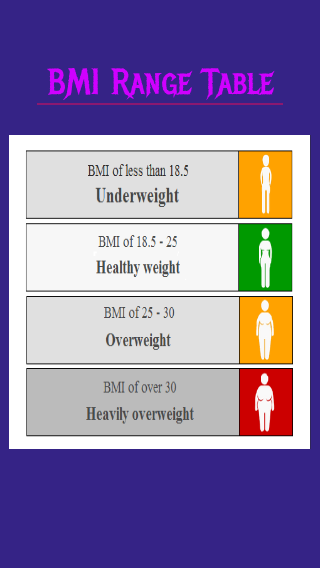 BMI Range Table
BMI of less than 18.5
Underweight
BMI of 18.5 - 25
Healthy weight
BMI of 25 - 30
Overweight
BMI of over 30
Heavily overweight